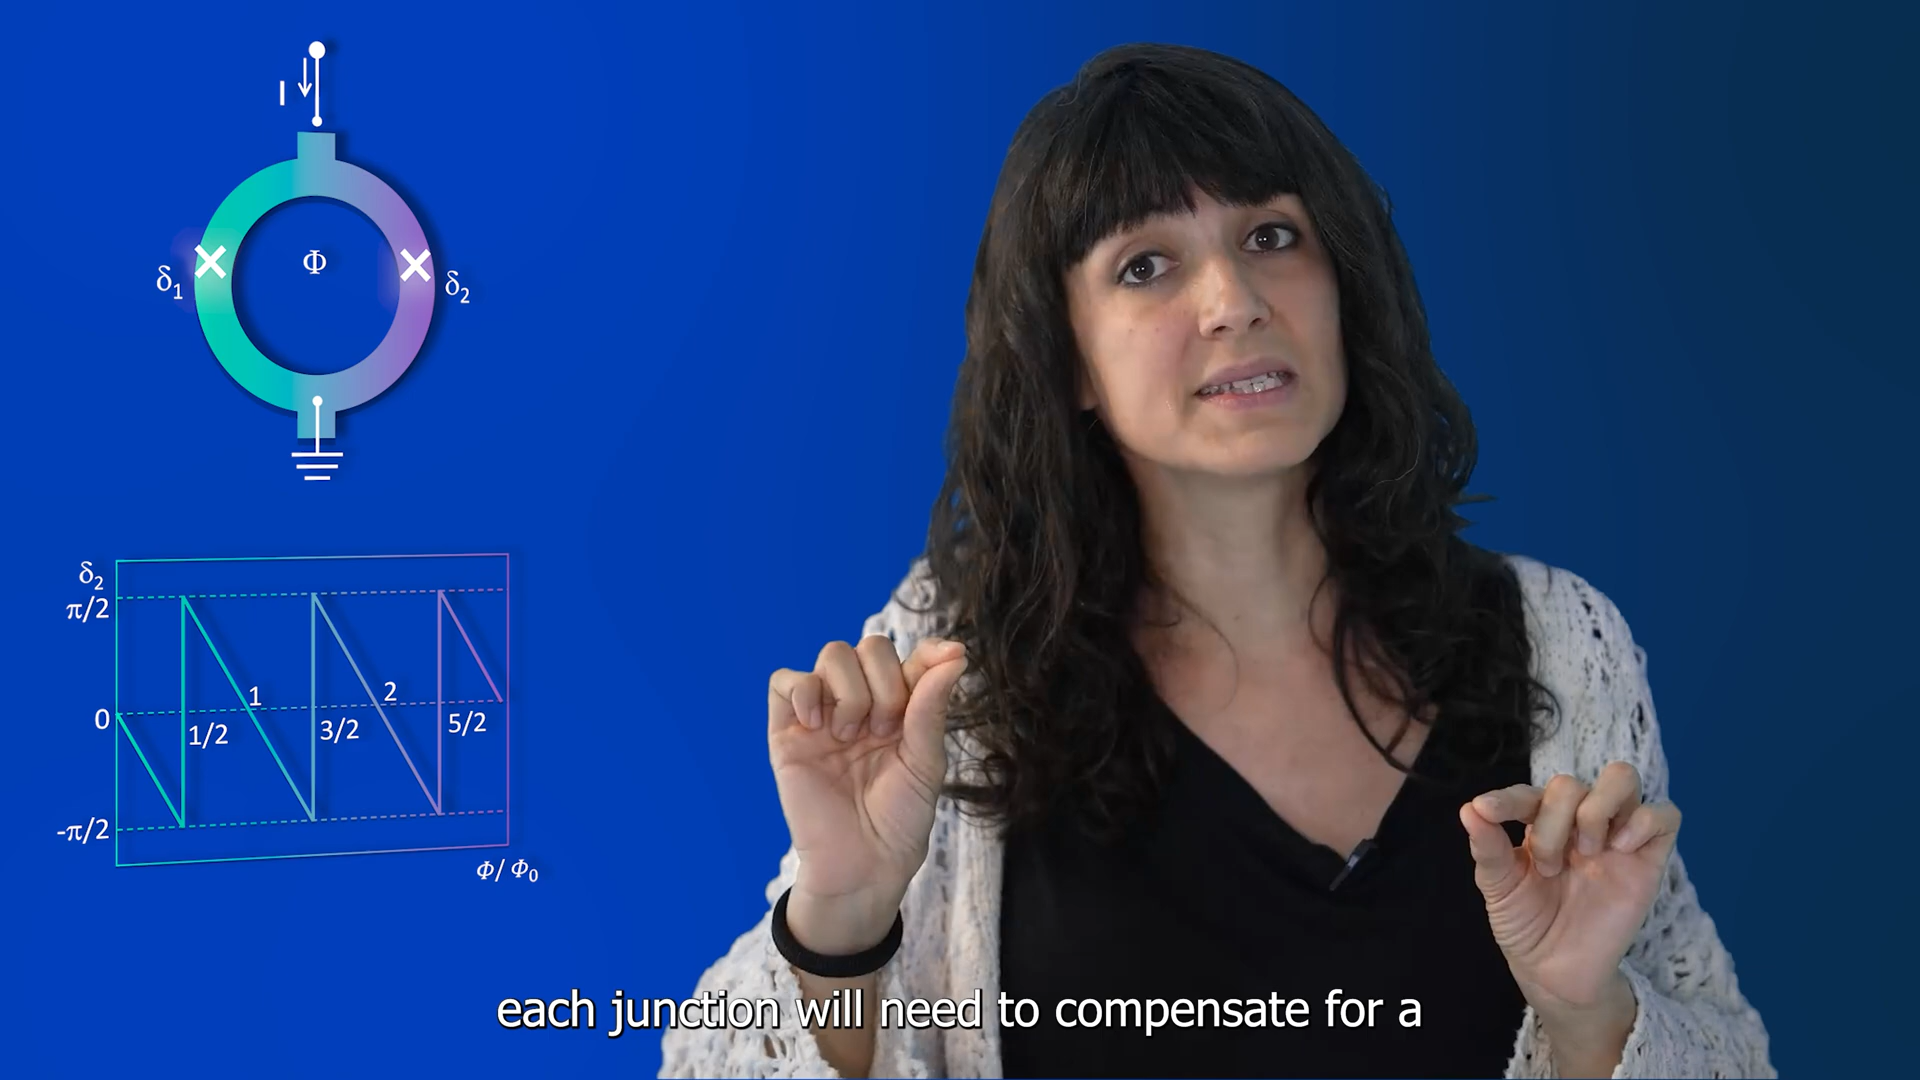 I
Φ
δ1
δ2
δ2
π/2
0
-π/2
1/2
1
3/2
2
5/2
Φ/ Φ0
each junction will need to compensate for a